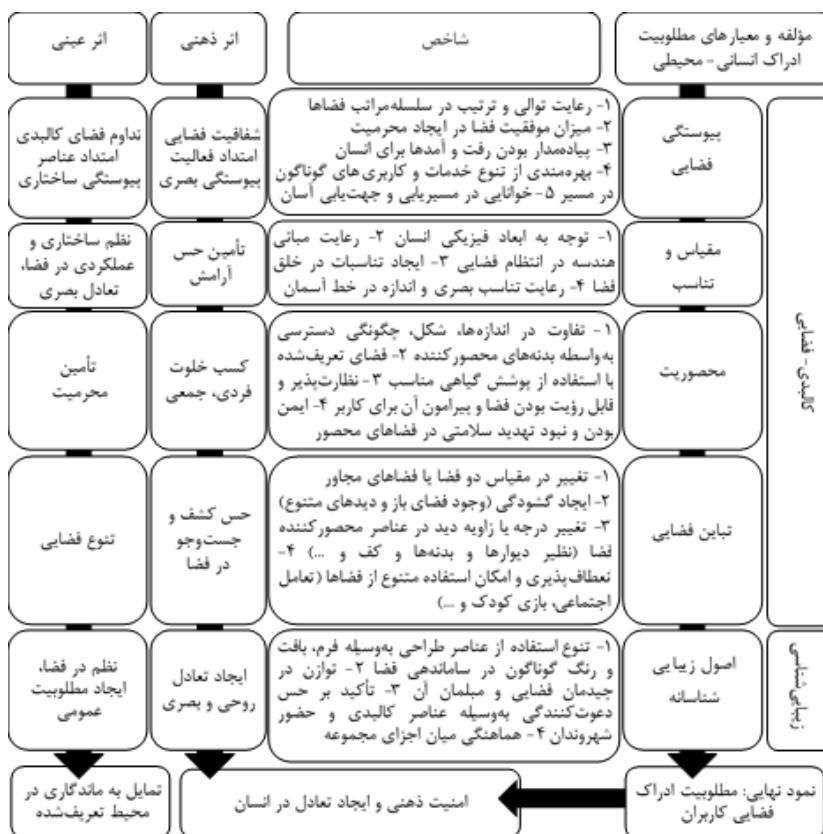 مؤلفه و معیارهای مطلوبیت
ادراک انسانی - محیطی
شاخص
اثر ذهنی
اثر عینی
کالبدی - فضایی
پیوستگی
فضایی
۱- رعایت توالی و ترتیب در سلسله‌مراتب فضاها
۲- میزان موفقیت فضا در ایجاد محرمیت
۳- پیاده‌مدار بودن رفت و آمدها برای انسان
۴- بهره‌مندی از تنوع خدمات و کاربری های گوناگون
در مسیر ۵- خوانایی در مسیریابی و جهت‌یابی آسان
شفافیت فضایی
امتداد فعالیت
پیوستگی بصری
تداوم فضای کالبدی
امتداد عناصر
پیوستگی ساختاری
مقیاس و
تناسب
۱- توجه به ابعاد فیزیکی انسان ۲- رعایت مبانی
هندسه در انتظام فضایی ۳- ایجاد تناسبات در خلق
فضا ۴- رعایت تناسب بصری و اندازه در خط آسمان
تأمین حس
آرامش
نظم ساختاری و
عملکردی در فضا،
تعادل بصری
محصوریت
۱- تفاوت در اندازه‌ها، شکل، چگونگی دسترسی
به‌واسطه بدنه‌های محصورکننده ۲- فضای تعریف‌شده
با استفاده از پوشش گیاهی مناسب ۳- نظارت‌پذیر و
قابل رؤیت بودن فضا و پیرامون آن برای کاربر ۴- ایمن
بودن و نبود تهدید سلامتی در فضاهای محصور
کسب خلوت
فردی، جمعی
تأمین
محرمیت
تباین فضایی
۱- تغییر در مقیاس دو فضا یا فضاهای مجاور
۲- ایجاد گشودگی (وجود فضای باز و دیدهای متنوع)
۳- تغییر درجه یا زاویه دید در عناصر محصورکننده
فضا (نظیر دیوارها و بدنه‌ها و کف و ...) ۴-
نعطاف‌پذیری و امکان استفاده متنوع از فضاها (تعامل
اجتماعی، بازی کودک و ...)
حس کشف و
جست‌وجو
در فضا
تنوع فضایی
زیبایی‌شناسی
اصول زیبایی
شناسانه
۱- تنوع استفاده از عناصر طراحی به‌وسیله فرم، بافت
و رنگ گوناگون در ساماندهی فضا ۲- توازن در
چیدمان فضایی و مبلمان آن ۳- تأکید بر حس
دعوت‌کنندگی به‌وسیله عناصر کالبدی و حضور
شهروندان ۴- هماهنگی میان اجزای مجموعه
ایجاد تعادل
روحی و بصری
نظم در فضا،
ایجاد مطلوبیت
عمومی
نمود نهایی: مطلوبیت ادراک
فضایی کاربران
امنیت ذهنی و ایجاد تعادل در انسان
تمایل به ماندگاری در
محیط تعریف‌شده